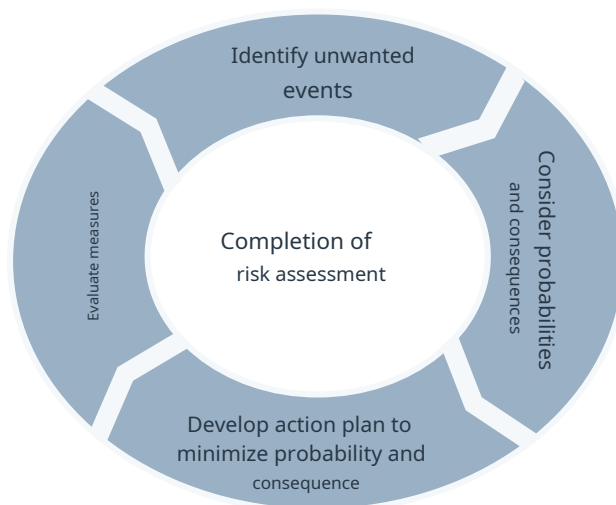 Identify unwanted
events
Consider probabilities
and consequences
Completion of
risk assessment
Evaluate measures
Develop action plan to
minimize probability and
consequence